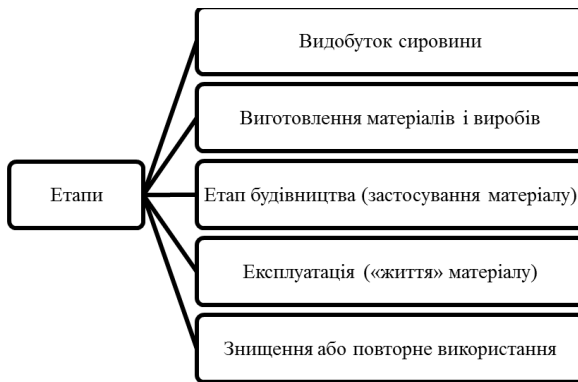 Етапи
Видобуток сировини
Виготовлення матеріалів і виробів
Етап будівництва (застосування матеріалу)
Експлуатація («життя» матеріалу)
Знищення або повторне використання